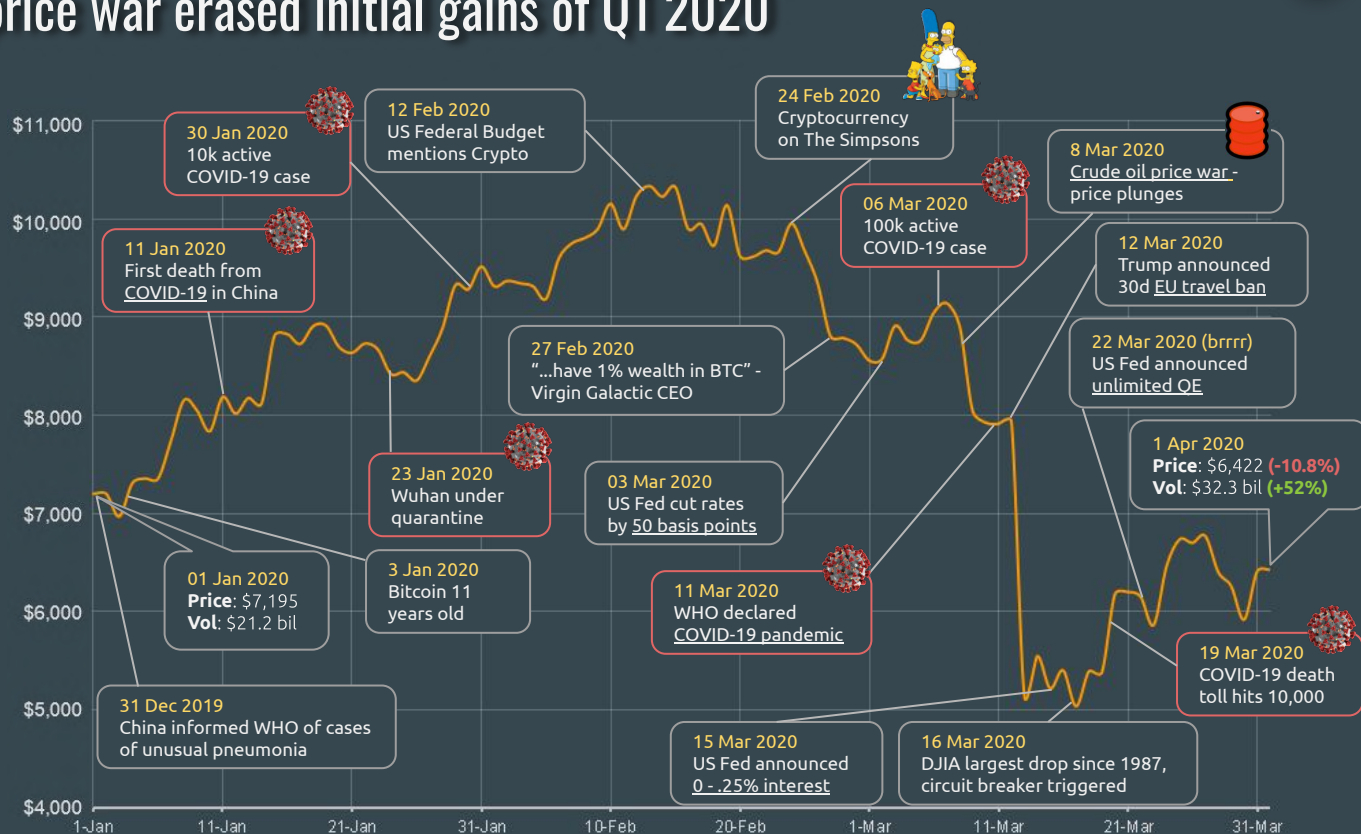 price war erased initial gains of Q1 2020
30 Jan 2020
10k active
COVID-19 case
12 Feb 2020
US Federal Budget
mentions Crypto
24 Feb 2020
Cryptocurrency
on The Simpsons
8 Mar 2020
Crude oil price war -
price plunges
11 Jan 2020
First death from
COVID-19 in China
06 Mar 2020
100k active
COVID-19 case
12 Mar 2020
Trump announced
30d EU travel ban
27 Feb 2020
“...have 1% wealth in BTC” -
Virgin Galactic CEO
22 Mar 2020 (brrrr)
US Fed announced
unlimited QE
23 Jan 2020
Wuhan under
quarantine
03 Mar 2020
US Fed cut rates
by 50 basis points
1 Apr 2020
Price: $6,422 (-10.8%)
Vol: $32.3 bil (+52%)
01 Jan 2020
Price: $7,195
Vol: $21.2 bil
3 Jan 2020
Bitcoin 11
years old
11 Mar 2020
WHO declared
COVID-19 pandemic
19 Mar 2020
COVID-19 death
toll hits 10,000
31 Dec 2019
China informed WHO of cases
of unusual pneumonia
15 Mar 2020
US Fed announced
0 - .25% interest
16 Mar 2020
DJIA largest drop since 1987,
circuit breaker triggered
$11,000
$10,000
$9,000
$8,000
$7,000
$6,000
$5,000
$4,000
1-Jan 11-Jan 21-Jan 31-Jan 10-Feb 20-Feb 1-Mar 11-Mar 21-Mar 31-Mar